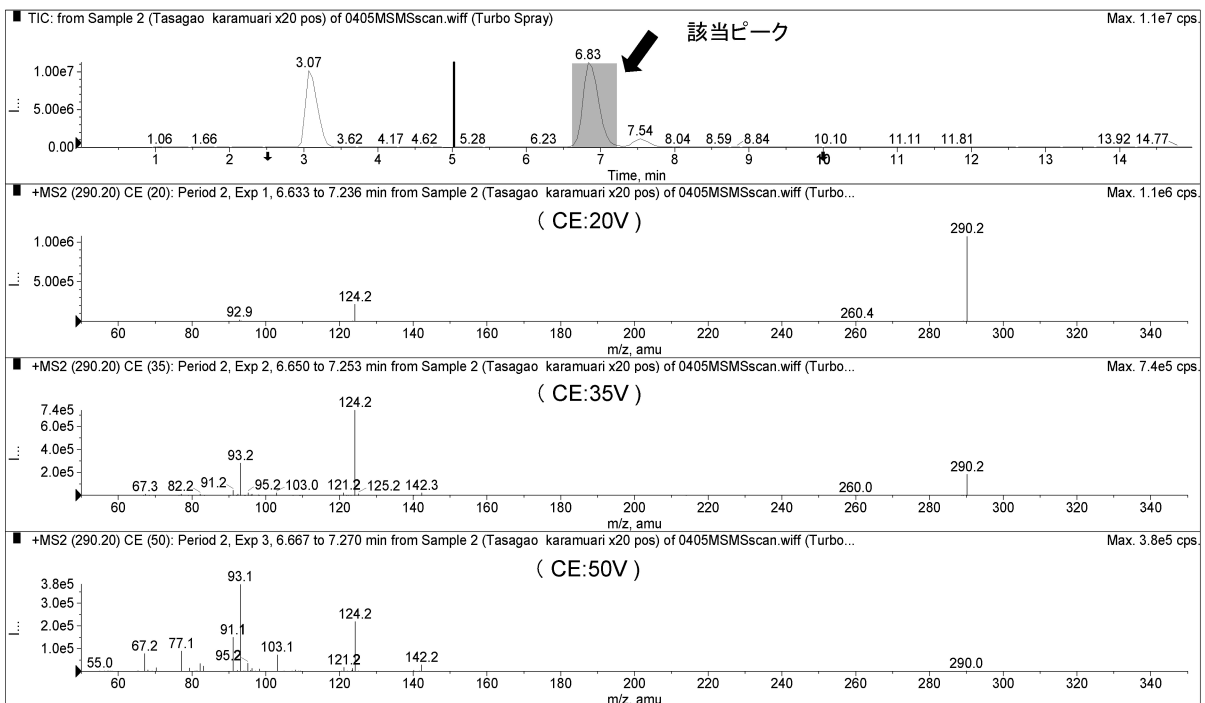 TIC: from Sample 2 (Tasagao karamuari x20 pos) of 0405MSMSscan.wiff (Turbo Spray) Max. 1.1e7 cps.
該当ピーク
6.83
3.07
1.00e7
5.00e6
0.00
I...
1.06 1.66 3.62 4.17 4.62 5.28 6.23 7.54 8.04 8.59 8.84 10.10 11.11 11.81 13.92 14.77
1 2 3 4 5 6 7 8 9 10 11 12 13 14
Time, min
+MS2 (290.20) CE (20): Period 2, Exp 1, 6.633 to 7.236 min from Sample 2 (Tasagao karamuari x20 pos) of 0405MSMSscan.wiff (Turbo... Max. 1.1e6 cps.
( CE:20V )
290.2
1.00e6
5.00e5
I...
124.2
92.9 260.4
60 80 100 120 140 160 180 200 220 240 260 280 300 320 340
m/z, amu
+MS2 (290.20) CE (35): Period 2, Exp 2, 6.650 to 7.253 min from Sample 2 (Tasagao karamuari x20 pos) of 0405MSMSscan.wiff (Turbo... Max. 7.4e5 cps.
( CE:35V )
124.2
7.4e5
6.0e5
4.0e5
2.0e5
I...
93.2
290.2
67.3 82.2 91.2 95.2 103.0 121.2 125.2 142.3 260.0
60 80 100 120 140 160 180 200 220 240 260 280 300 320 340
m/z, amu
+MS2 (290.20) CE (50): Period 2, Exp 3, 6.667 to 7.270 min from Sample 2 (Tasagao karamuari x20 pos) of 0405MSMSscan.wiff (Turbo... Max. 3.8e5 cps.
( CE:50V )
93.1
3.8e5
3.0e5
2.0e5
1.0e5
I...
124.2
91.1
55.0 67.2 77.1 95.2 103.1 121.2 142.2 290.0
60 80 100 120 140 160 180 200 220 240 260 280 300 320 340
m/z, amu